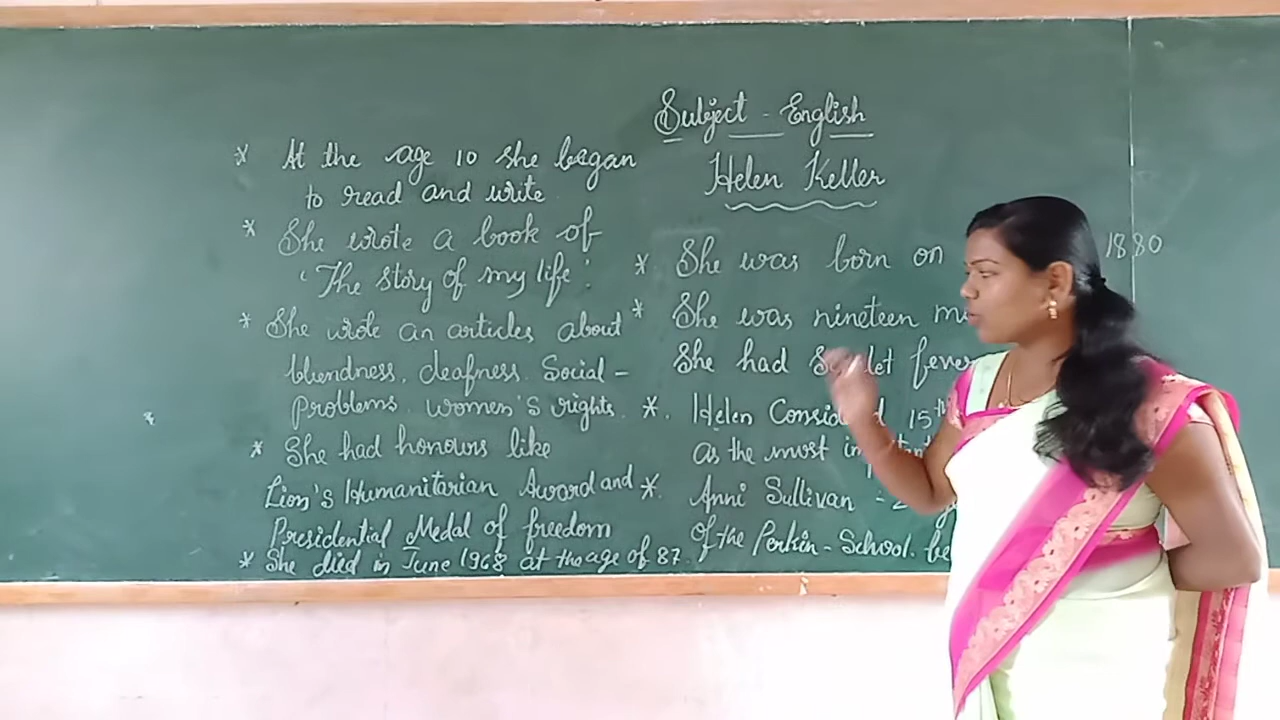 Subject - English
Helen Keller
* She was born on 1880
* She was nineteen
She had fever
*. Helen 15th
as the most
*. Anni Sullivan -
of the Perkin - School.
* At the age 10 she began
to read and write
* She wrote a book of
'The story of my life'.
* She wrote an articles about
blindness, deafness. Social -
Problems. women's rights.
* She had honours like
Lion's Humanitarian Award and
Presidential Medal of freedom
* She died in June 1968 at the age of 87.